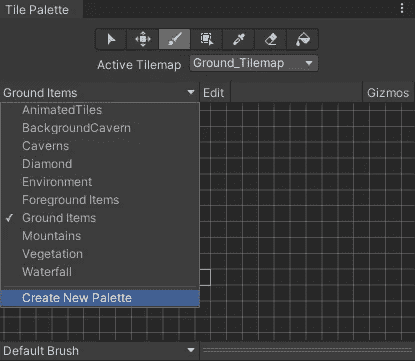 Tile Palette
Active Tilemap Ground_Tilemap
Ground Items Edit Gizmos
AnimatedTiles
BackgroundCavern
Caverns
Diamond
Environment
Foreground Items
✓ Ground Items
Mountains
Vegetation
Waterfall
Create New Palette
Default Brush